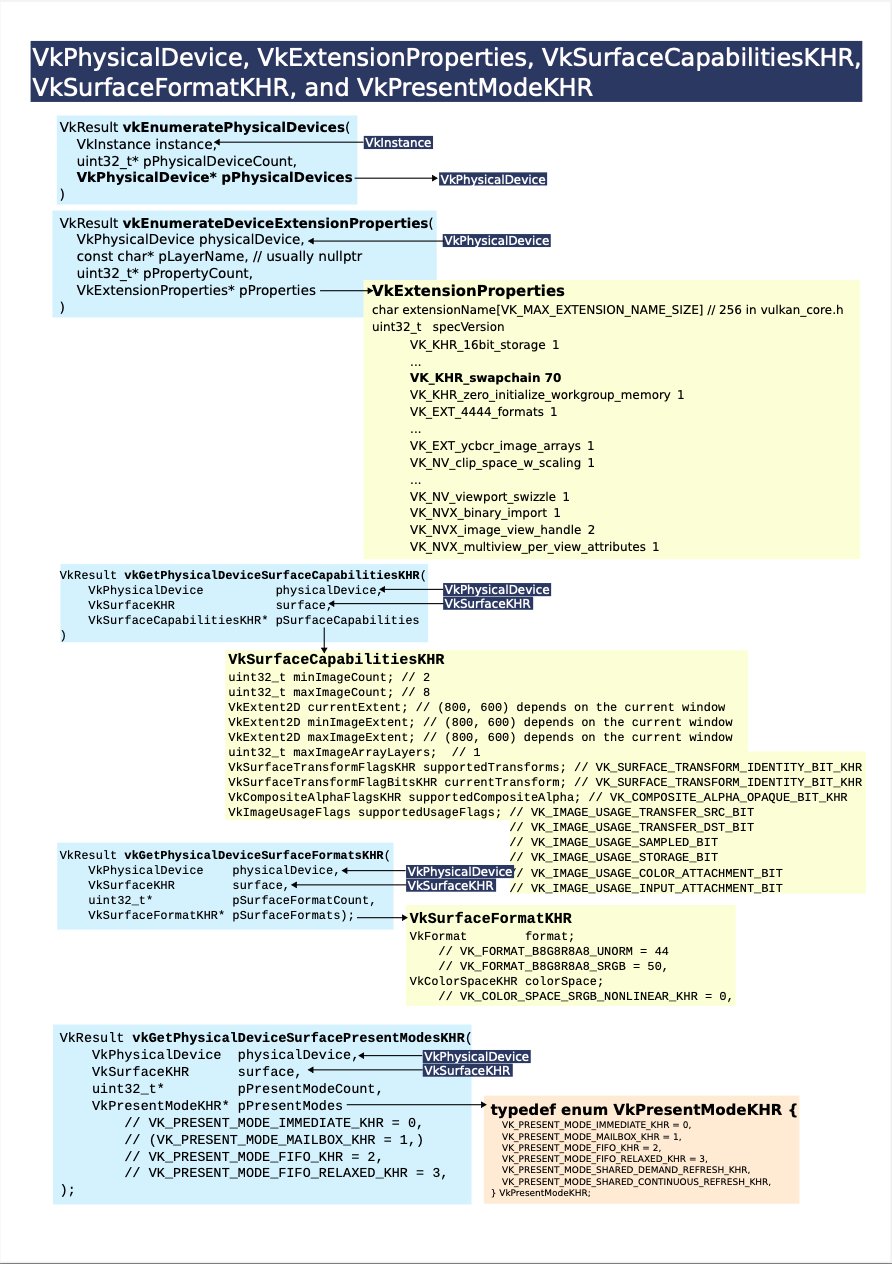 VkPhysicalDevice, VkExtensionProperties, VkSurfaceCapabilitiesKHR,
VkSurfaceFormatKHR, and VkPresentModeKHR
VkResult vkEnumeratePhysicalDevices(
VkInstance instance,
VkInstance
uint32_t* pPhysicalDeviceCount,
VkPhysicalDevice* pPhysicalDevices
VkPhysicalDevice
)
VkResult vkEnumerateDeviceExtensionProperties(
VkPhysicalDevice physicalDevice,
VkPhysicalDevice
const char* pLayerName, // usually nullptr
uint32_t* pPropertyCount,
VkExtensionProperties* pProperties
)
VkExtensionProperties
char extensionName[VK_MAX_EXTENSION_NAME_SIZE] // 256 in vulkan_core.h
uint32_t specVersion
VK_KHR_16bit_storage 1
...
VK_KHR_swapchain 70
VK_KHR_zero_initialize_workgroup_memory 1
VK_EXT_4444_formats 1
...
VK_EXT_ycbcr_image_arrays 1
VK_NV_clip_space_w_scaling 1
...
VK_NV_viewport_swizzle 1
VK_NVX_binary_import 1
VK_NVX_image_view_handle 2
VK_NVX_multiview_per_view_attributes 1
VkResult vkGetPhysicalDeviceSurfaceCapabilitiesKHR(
VkPhysicalDevice physicalDevice,
VkPhysicalDevice
VkSurfaceKHR surface,
VkSurfaceKHR
VkSurfaceCapabilitiesKHR* pSurfaceCapabilities
)
VkSurfaceCapabilitiesKHR
uint32_t minImageCount; // 2
uint32_t maxImageCount; // 8
VkExtent2D currentExtent; // (800, 600) depends on the current window
VkExtent2D minImageExtent; // (800, 600) depends on the current window
VkExtent2D maxImageExtent; // (800, 600) depends on the current window
uint32_t maxImageArrayLayers; // 1
VkSurfaceTransformFlagsKHR supportedTransforms; // VK_SURFACE_TRANSFORM_IDENTITY_BIT_KHR
VkSurfaceTransformFlagBitsKHR currentTransform; // VK_SURFACE_TRANSFORM_IDENTITY_BIT_KHR
VkCompositeAlphaFlagsKHR supportedCompositeAlpha; // VK_COMPOSITE_ALPHA_OPAQUE_BIT_KHR
VkImageUsageFlags supportedUsageFlags; // VK_IMAGE_USAGE_TRANSFER_SRC_BIT
// VK_IMAGE_USAGE_TRANSFER_DST_BIT
// VK_IMAGE_USAGE_SAMPLED_BIT
// VK_IMAGE_USAGE_STORAGE_BIT
// VK_IMAGE_USAGE_COLOR_ATTACHMENT_BIT
// VK_IMAGE_USAGE_INPUT_ATTACHMENT_BIT
VkResult vkGetPhysicalDeviceSurfaceFormatsKHR(
VkPhysicalDevice physicalDevice,
VkPhysicalDevice
VkSurfaceKHR surface,
VkSurfaceKHR
uint32_t* pSurfaceFormatCount,
VkSurfaceFormatKHR* pSurfaceFormats);
VkSurfaceFormatKHR
VkFormat format;
// VK_FORMAT_B8G8R8A8_UNORM = 44
// VK_FORMAT_B8G8R8A8_SRGB = 50,
VkColorSpaceKHR colorSpace;
// VK_COLOR_SPACE_SRGB_NONLINEAR_KHR = 0,
VkResult vkGetPhysicalDeviceSurfacePresentModesKHR(
VkPhysicalDevice physicalDevice,
VkPhysicalDevice
VkSurfaceKHR surface,
VkSurfaceKHR
uint32_t* pPresentModeCount,
VkPresentModeKHR* pPresentModes
// VK_PRESENT_MODE_IMMEDIATE_KHR = 0,
// (VK_PRESENT_MODE_MAILBOX_KHR = 1,)
// VK_PRESENT_MODE_FIFO_KHR = 2,
// VK_PRESENT_MODE_FIFO_RELAXED_KHR = 3,
);
typedef enum VkPresentModeKHR {
VK_PRESENT_MODE_IMMEDIATE_KHR = 0,
VK_PRESENT_MODE_MAILBOX_KHR = 1,
VK_PRESENT_MODE_FIFO_KHR = 2,
VK_PRESENT_MODE_FIFO_RELAXED_KHR = 3,
VK_PRESENT_MODE_SHARED_DEMAND_REFRESH_KHR,
VK_PRESENT_MODE_SHARED_CONTINUOUS_REFRESH_KHR,
} VkPresentModeKHR;